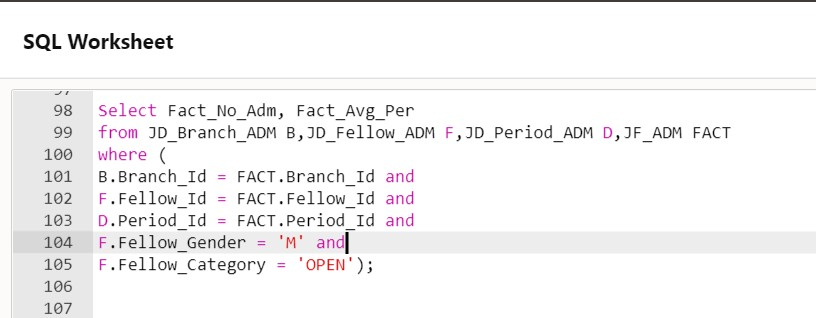 SQL Worksheet
98 Select Fact_No_Adm, Fact_Avg_Per
99 from JD_Branch_ADM B,JD_Fellow_ADM F,JD_Period_ADM D,JF_ADM FACT
100 where (
101 B.Branch_Id = FACT.Branch_Id and
102 F.Fellow_Id = FACT.Fellow_Id and
103 D.Period_Id = FACT.Period_Id and
104 F.Fellow_Gender = 'M' and
105 F.Fellow_Category = 'OPEN');
106
107